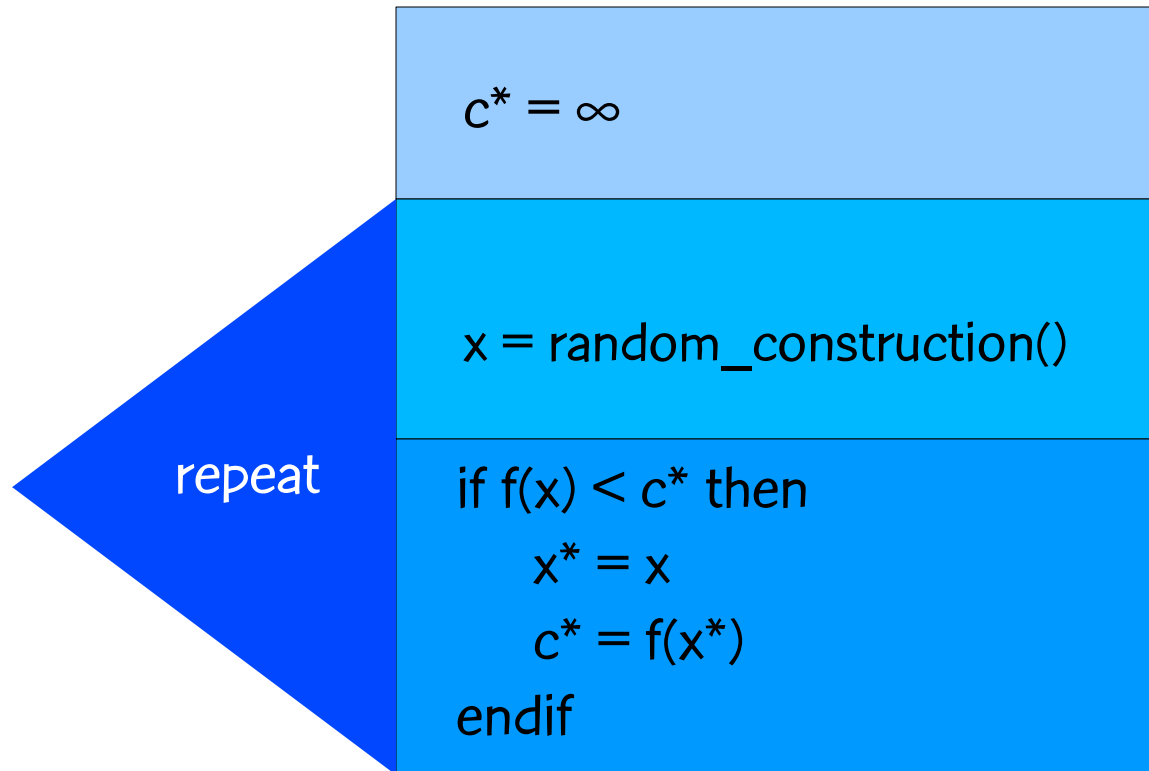 c* = ∞
x = random_construction()
repeat
if f(x) < c* then
x* = x
c* = f(x*)
endif